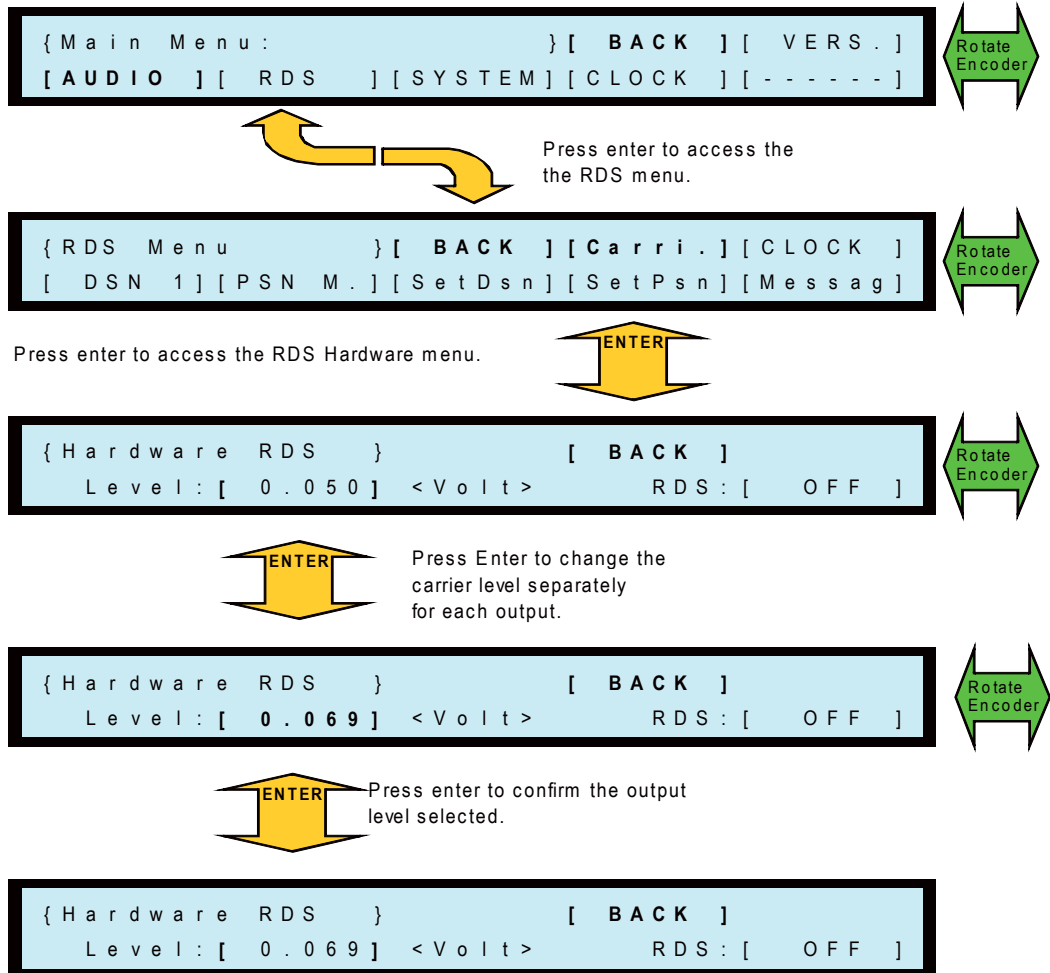 {Main Menu: }[ BACK ][ VERS.]
[AUDIO ][ RDS ][SYSTEM][CLOCK ][------]
Rotate
Encoder
Press enter to access the
the RDS menu.
{RDS Menu }[ BACK ][Carri.][CLOCK ]
[ DSN 1][PSN M.][SetDsn][SetPsn][Messag]
Rotate
Encoder
Press enter to access the RDS Hardware menu.
ENTER
{Hardware RDS } [ BACK ]
Level:[ 0.050] <Volt> RDS:[ OFF ]
Rotate
Encoder
ENTER
Press Enter to change the
carrier level separately
for each output.
{Hardware RDS } [ BACK ]
Level:[ 0.069] <Volt> RDS:[ OFF ]
Rotate
Encoder
ENTER
Press enter to confirm the output
level selected.
{Hardware RDS } [ BACK ]
Level:[ 0.069] <Volt> RDS:[ OFF ]